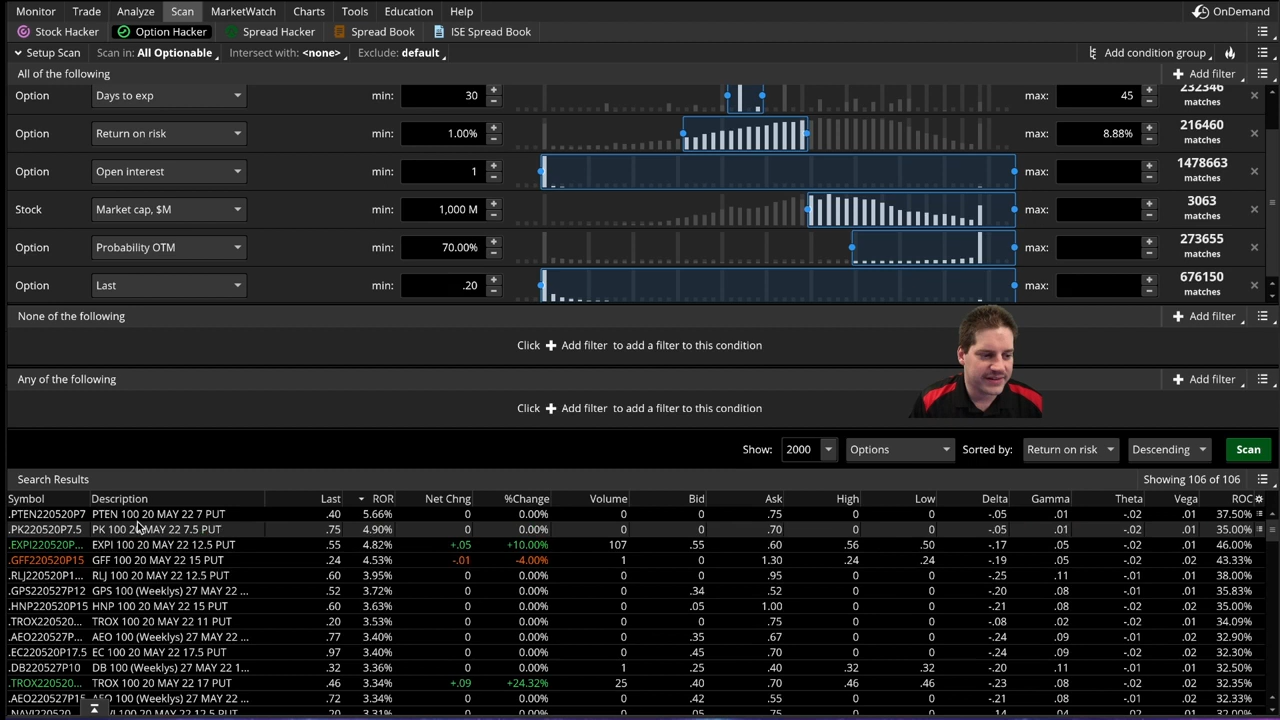 Monitor Trade Analyze Scan MarketWatch Charts Tools Education Help OnDemand
Stock Hacker Option Hacker Spread Hacker Spread Book ISE Spread Book
Setup Scan Scan in: All Optionable Intersect with: <none> Exclude: default Add condition group
All of the following Add filter
Option Days to exp min: 30 max: 45 232346 matches
Option Return on risk min: 1.00% max: 8.88% 216460 matches
Option Open interest min: 1 max: 1478663 matches
Stock Market cap, $M min: 1,000 M max: 3063 matches
Option Probability OTM min: 70.00% max: 273655 matches
Option Last min: .20 max: 676150 matches
None of the following Add filter
Click Add filter to add a filter to this condition
Any of the following Add filter
Click Add filter to add a filter to this condition
Show: 2000 Options Sorted by: Return on risk Descending Scan
Search Results Showing 106 of 106
Symbol Description Last ROR Net Chng %Change Volume Bid Ask High Low Delta Gamma Theta Vega ROC
.PTEN220520P7 PTEN 100 20 MAY 22 7 PUT .40 5.66% 0 0.00% 0 0 .75 0 0 -.05 .01 -.02 .01 37.50%
.PK220520P7.5 PK 100 20 MAY 22 7.5 PUT .75 4.90% 0 0.00% 0 0 .70 0 0 -.05 .01 -.02 .01 35.00%
.EXPI220520P... EXPI 100 20 MAY 22 12.5 PUT .55 4.82% +.05 +10.00% 107 .55 .60 .56 .50 -.17 .05 -.02 .01 46.00%
.GFF220520P15 GFF 100 20 MAY 22 15 PUT .24 4.53% -.01 -4.00% 1 0 1.30 .24 .24 -.19 .05 -.02 .02 43.33%
.RLJ220520P1... RLJ 100 20 MAY 22 12.5 PUT .60 3.95% 0 0.00% 0 0 .95 0 0 -.25 .11 -.01 .01 38.00%
.GPS220527P12 GPS 100 (Weeklys) 27 MAY 22 ... .52 3.72% 0 0.00% 0 .34 .52 0 0 -.20 .08 -.01 .01 35.83%
.HNP220520P15 HNP 100 20 MAY 22 15 PUT .60 3.63% 0 0.00% 0 .05 1.00 0 0 -.21 .08 -.01 .02 35.00%
.TROX220520... TROX 100 20 MAY 22 11 PUT .20 3.53% 0 0.00% 0 0 .75 0 0 -.08 .02 -.01 .01 34.09%
.AEO220527P... AEO 100 (Weeklys) 27 MAY 22 ... .77 3.40% 0 0.00% 0 .35 .67 0 0 -.24 .09 -.01 .02 32.90%
.EC220520P17.5 EC 100 20 MAY 22 17.5 PUT .97 3.40% 0 0.00% 0 .45 .70 0 0 -.24 .08 -.01 .02 32.30%
.DB220527P10 DB 100 (Weeklys) 27 MAY 22 1... .32 3.36% 0 0.00% 1 .20 .40 .32 .32 -.20 .11 -.01 .01 32.50%
.TROX220520... TROX 100 20 MAY 22 17 PUT .46 3.34% +.09 +24.32% 25 .40 .70 .46 .46 -.23 .08 -.01 .02 32.35%
.AEO220527P15 AEO 100 (Weeklys) 27 MAY 22 ... .72 3.34% 0 0.00% 0 .42 .55 0 0 -.21 .08 -.01 .02 32.33%